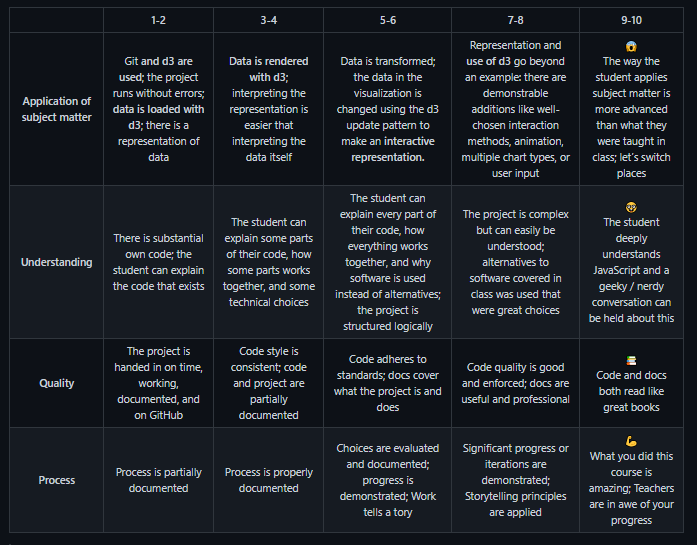 1-2
3-4
5-6
7-8
9-10
Application of
subject matter
Git and d3 are
used; the project
runs without errors;
data is loaded with
d3; there is a
representation of
data
Data is rendered
with d3;
interpreting the
representation is
easier that
interpreting the
data itself
Data is transformed;
the data in the
visualization is
changed using the d3
update pattern to
make an interactive
representation.
Representation and
use of d3 go beyond
an example: there are
demonstrable
additions like well-
chosen interaction
methods, animation,
multiple chart types, or
user input
😱
The way the
student applies
subject matter is
more advanced
than what they
were taught in
class; let's switch
places
Understanding
There is substantial
own code; the
student can explain
the code that exists
The student can
explain some parts
of their code, how
some parts works
together, and some
technical choices
The student can
explain every part of
their code, how
everything works
together, and why
software is used
instead of alternatives;
the project is
structured logically
The project is complex
but can easily be
understood;
alternatives to
software covered in
class was used that
were great choices
🤓
The student
deeply
understands
JavaScript and a
geeky / nerdy
conversation can
be held about this
Quality
The project is
handed in on time,
working,
documented, and
on GitHub
Code style is
consistent; code
and project are
partially
documented
Code adheres to
standards; docs cover
what the project is and
does
Code quality is good
and enforced; docs are
useful and professional
📚
Code and docs
both read like
great books
Process
Process is partially
documented
Process is properly
documented
Choices are evaluated
and documented;
progress is
demonstrated; Work
tells a tory
Significant progress or
iterations are
demonstrated;
Storytelling principles
are applied
💪
What you did this
course is
amazing; Teachers
are in awe of your
progress